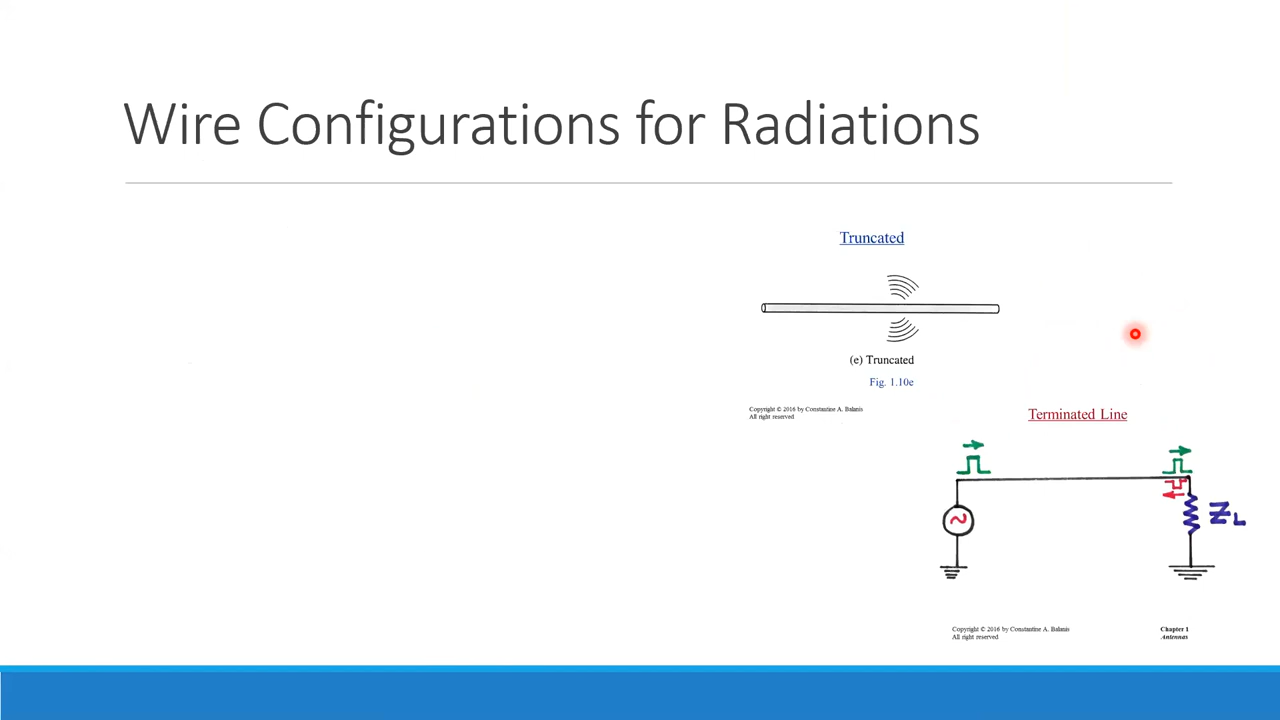 Wire Configurations for Radiations
Truncated
(e) Truncated
Fig. 1.10e
Copyright © 2016 by Constantine A. Balanis
All right reserved
Terminated Line
Z_L
Copyright © 2016 by Constantine A. Balanis
All right reserved
Chapter 1
Antennas